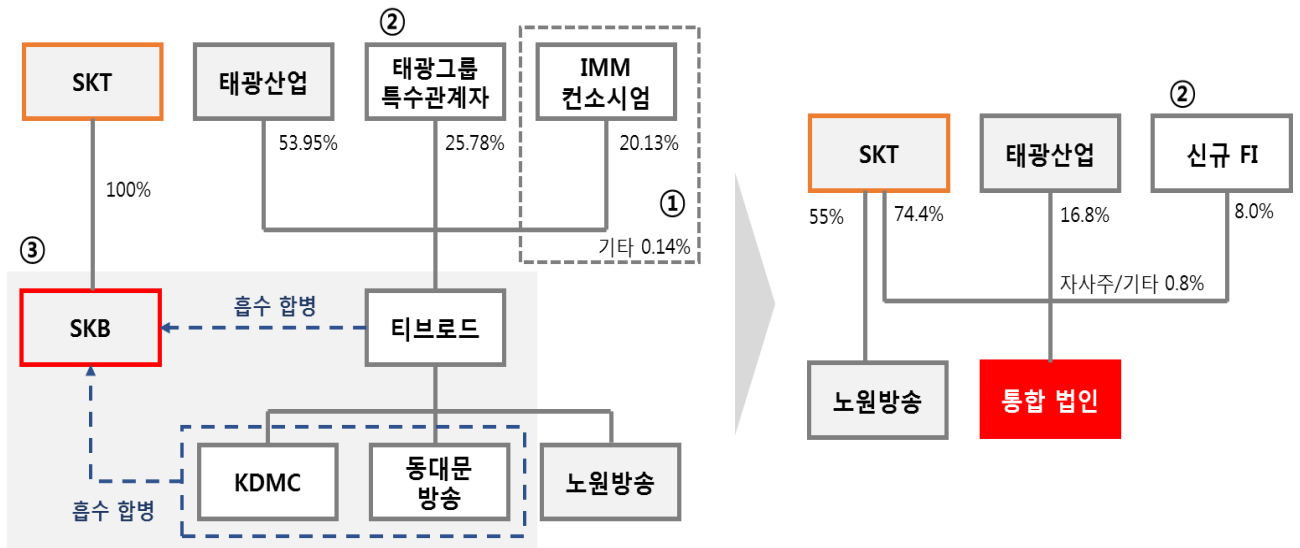 ②
SKT
태광산업
태광그룹
특수관계자
IMM
컨소시엄
53.95%
25.78%
20.13%
100%
①
기타 0.14%
③
SKB
흡수 합병
티브로드
KDMC
동대문
방송
노원방송
흡수 합병
②
SKT
태광산업
신규 FI
55%
74.4%
16.8%
8.0%
자사주/기타 0.8%
노원방송
통합 법인